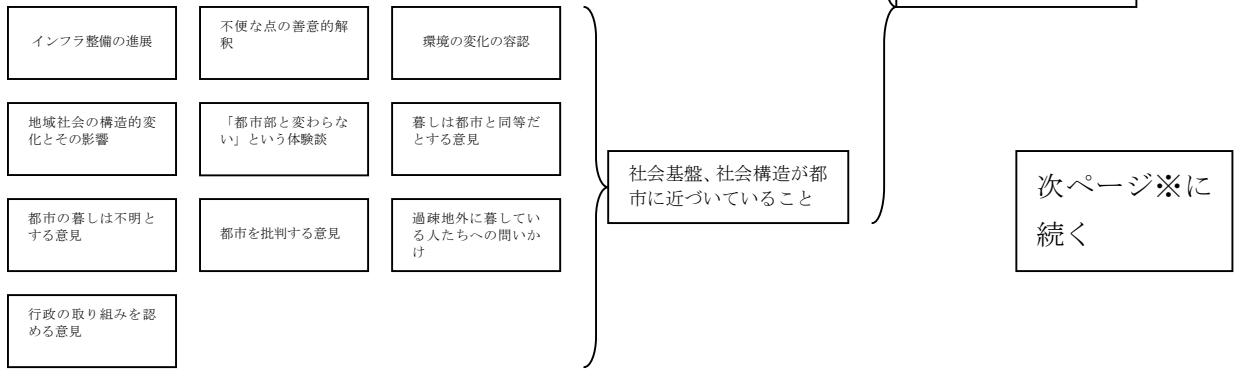 インフラ整備の進展
不便な点の善意的解
釈
環境の変化の容認
地域社会の構造的変
化とその影響
「都市部と変わらな
い」という体験談
暮しは都市と同等だ
とする意見
都市の暮しは不明と
する意見
都市を批判する意見
過疎地外に暮してい
る人たちへの問いか
け
行政の取り組みを認
める意見
社会基盤、社会構造が都
市に近づいていること
次ページ※に
続く